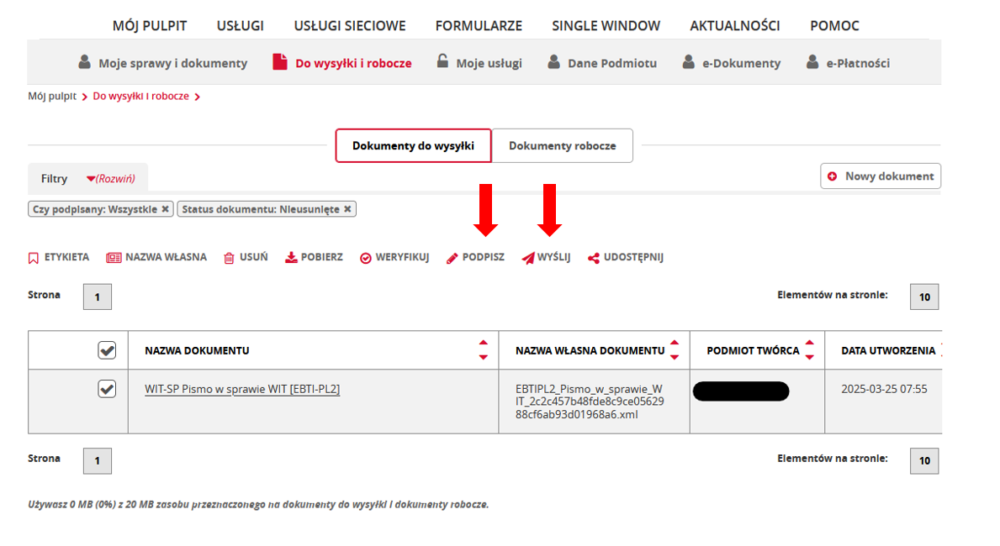 MÓJ PULPIT USŁUGI USŁUGI SIECIOWE FORMULARZE SINGLE WINDOW AKTUALNOŚCI POMOC
Moje sprawy i dokumenty Do wysyłki i robocze Moje usługi Dane Podmiotu e-Dokumenty e-Płatności
Mój pulpit Do wysyłki i robocze
Dokumenty do wysyłki Dokumenty robocze
Filtry (Rozwiń) Nowy dokument
Czy podpisany: Wszystkie Status dokumentu: Nieusunięte
ETYKIETA NAZWA WŁASNA USUŃ POBIERZ WERYFIKUJ PODPISZ WYŚLIJ UDOSTĘPNIJ
Strona 1 Elementów na stronie: 10
NAZWA DOKUMENTU NAZWA WŁASNA DOKUMENTU PODMIOT TWÓRCA DATA UTWORZENIA
WIT-SP Pismo w sprawie WIT [EBTI-PL2] EBTIPL2_Pismo_w_sprawie_W 2025-03-25 07:55
IT_2c2c457b48fde8c9ce05629
88cf6ab93d01968a6.xml
Strona 1 Elementów na stronie: 10
Używasz 0 MB (0%) z 20 MB zasobu przeznaczonego na dokumenty do wysyłki i dokumenty robocze.